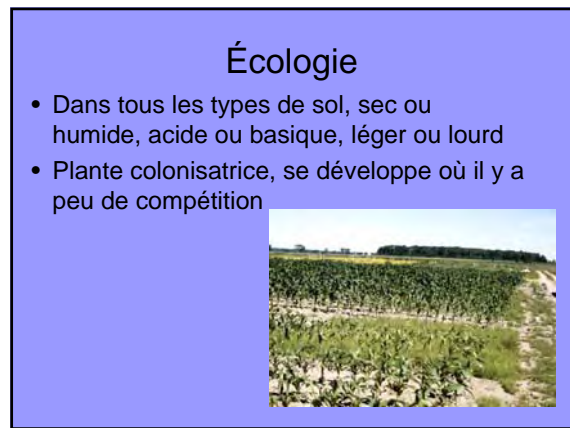 Écologie
• Dans tous les types de sol, sec ou
humide, acide ou basique, léger ou lourd
• Plante colonisatrice, se développe où il y a
peu de compétition